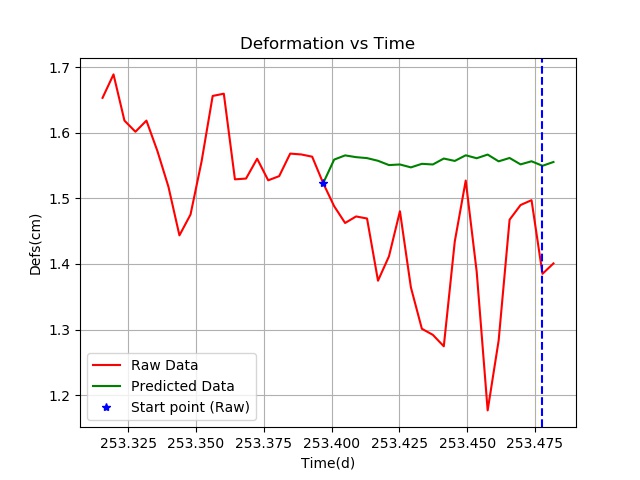 Deformation vs Time
1.7
1.6
1.5
1.4
1.3
1.2
Defs(cm)
Raw Data
Predicted Data
Start point (Raw)
253.325 253.350 253.375 253.400 253.425 253.450 253.475
Time(d)